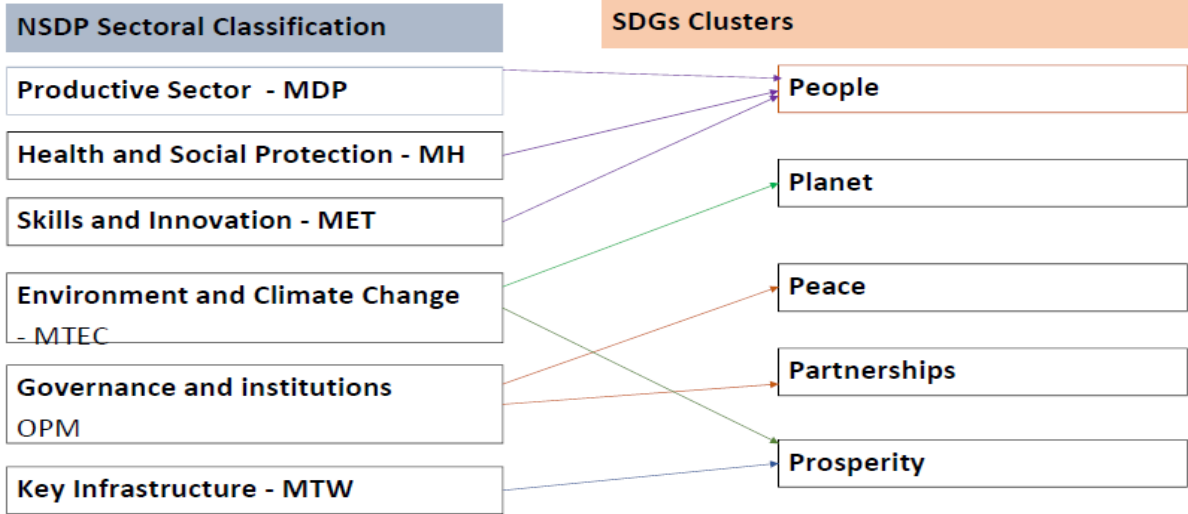 NSDP Sectoral Classification
SDGs Clusters
Productive Sector - MDP
Health and Social Protection - MH
Skills and Innovation - MET
Environment and Climate Change
- MTEC
Governance and institutions
OPM
Key Infrastructure - MTW
People
Planet
Peace
Partnerships
Prosperity